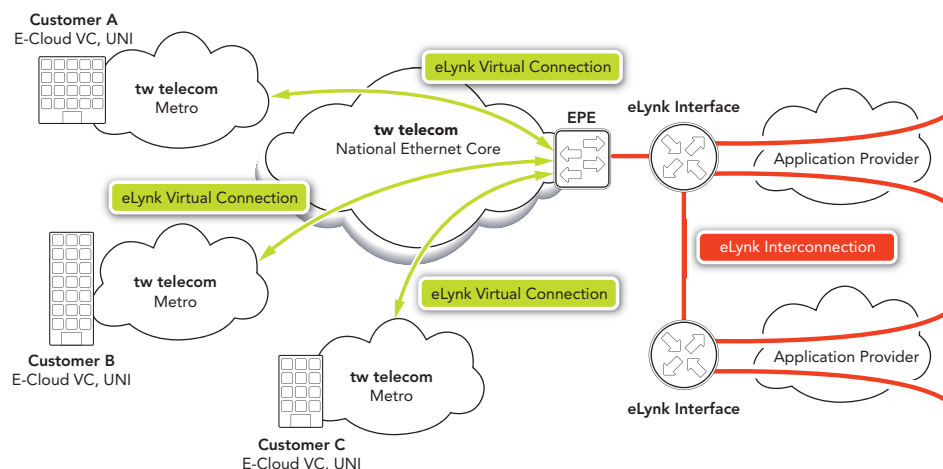 Customer A
E-Cloud VC, UNI
tw telecom
Metro
eLynk Virtual Connection
tw telecom
National Ethernet Core
EPE
eLynk Interface
Application Provider
eLynk Virtual Connection
eLynk Interconnection
tw telecom
Metro
eLynk Virtual Connection
Customer B
E-Cloud VC, UNI
tw telecom
Metro
Application Provider
eLynk Interface
Customer C
E-Cloud VC, UNI